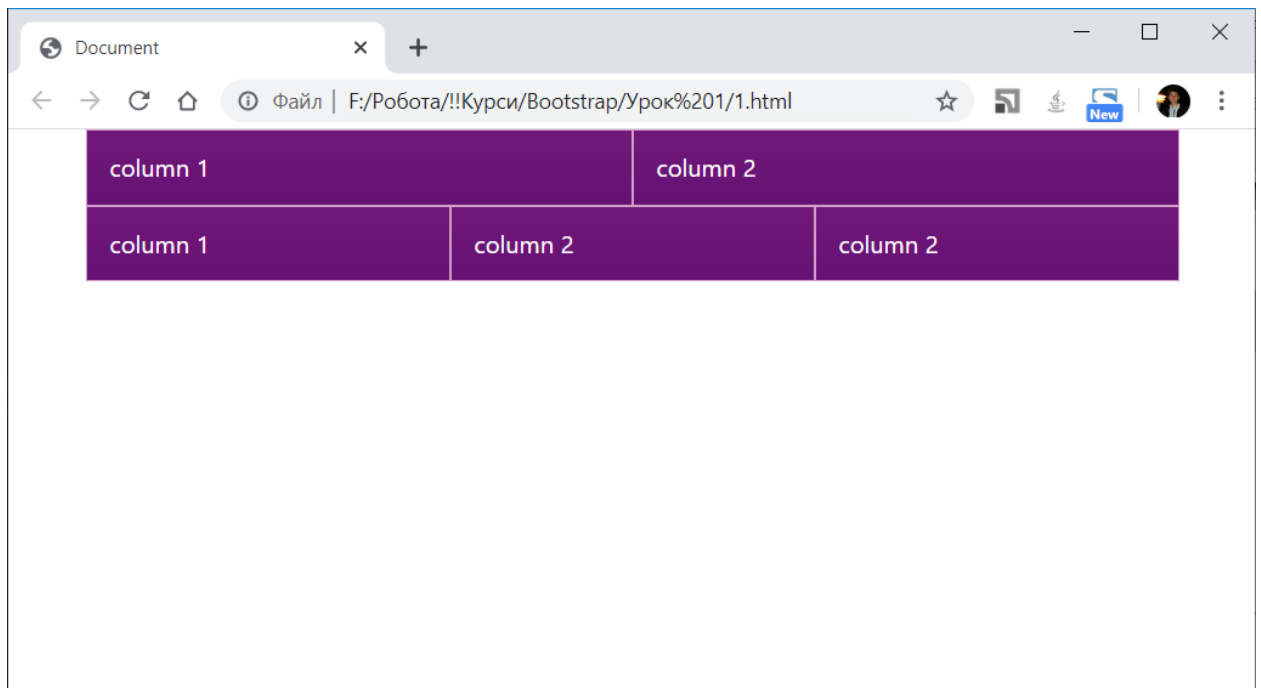 Document
Файл | F:/Робота/!!Курси/Bootstrap/Урок%201/1.html
New
column 1 column 2
column 1 column 2 column 2